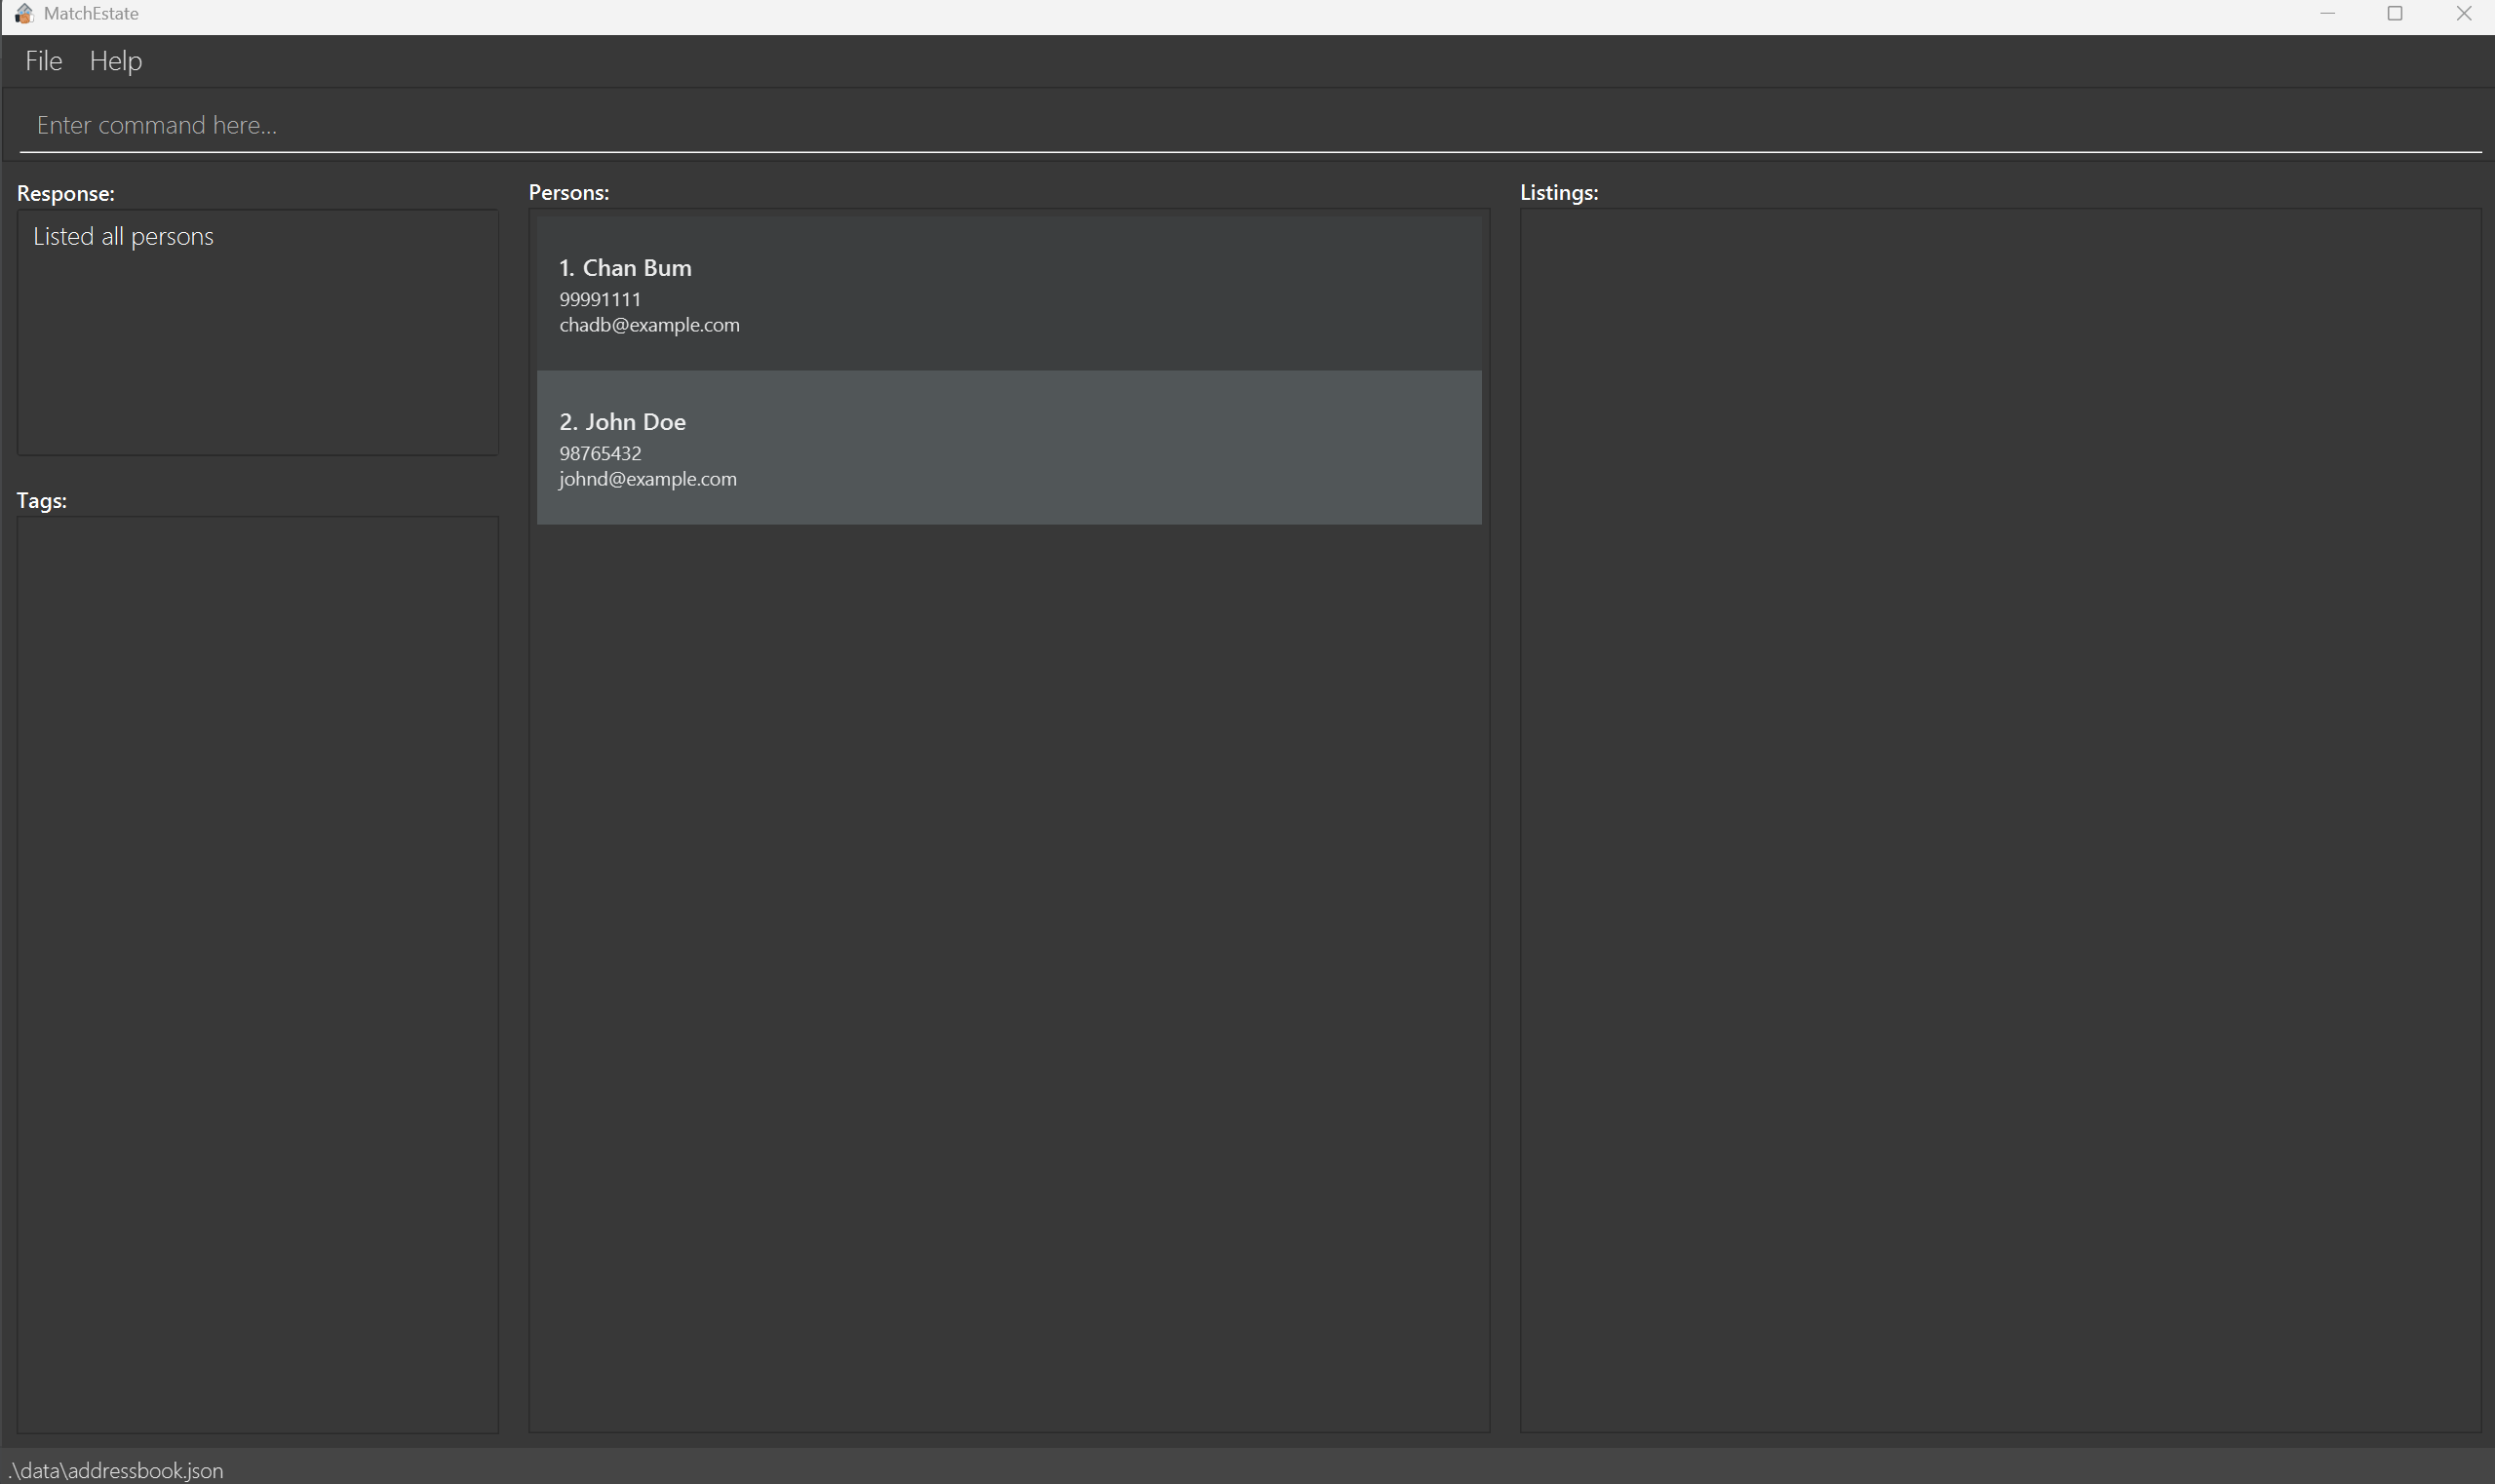 MatchEstate
File Help
Enter command here...
Response:
Listed all persons
Tags:
Persons:
1. Chan Bum
99991111
chadb@example.com
2. John Doe
98765432
johnd@example.com
Listings:
.\data\addressbook.json